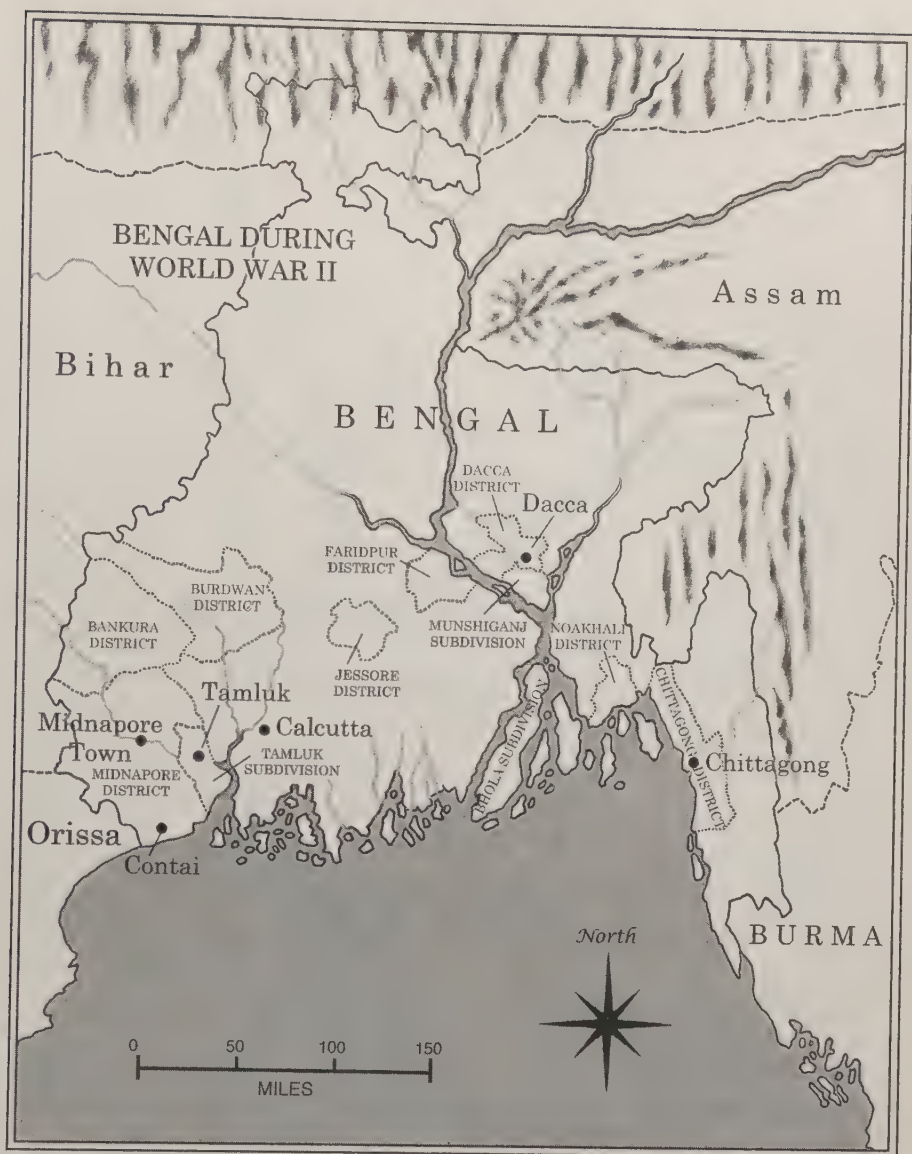 BENGAL DURING
WORLD WAR II
Assam
Bihar
BENGAL
DACCA
DISTRICT
Dacca
FARIDPUR
DISTRICT
BURDWAN
DISTRICT
BANKURA
DISTRICT
MUNSHIGANJ
SUBDIVISION
NOAKHALI
DISTRICT
JESSORE
DISTRICT
Tamluk
Midnapore
Town
Calcutta
TAMLUK
SUBDIVISION
MIDNAPORE
DISTRICT
BHOLA SUBDIVISION
CHITTAGONG DISTRICT
Chittagong
Orissa
Contai
North
BURMA
0 50 100 150
MILES